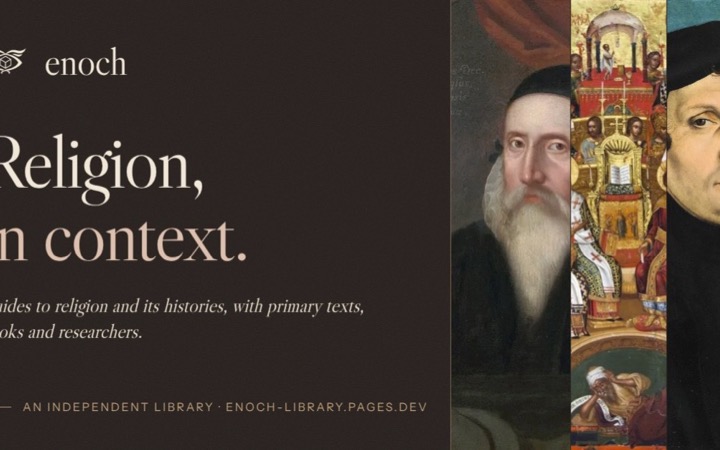 enoch
Religion,
n context.
uides to religion and its histories, with primary texts,
oks and researchers.
AN INDEPENDENT LIBRARY · ENOCH-LIBRARY.PAGES.DEV